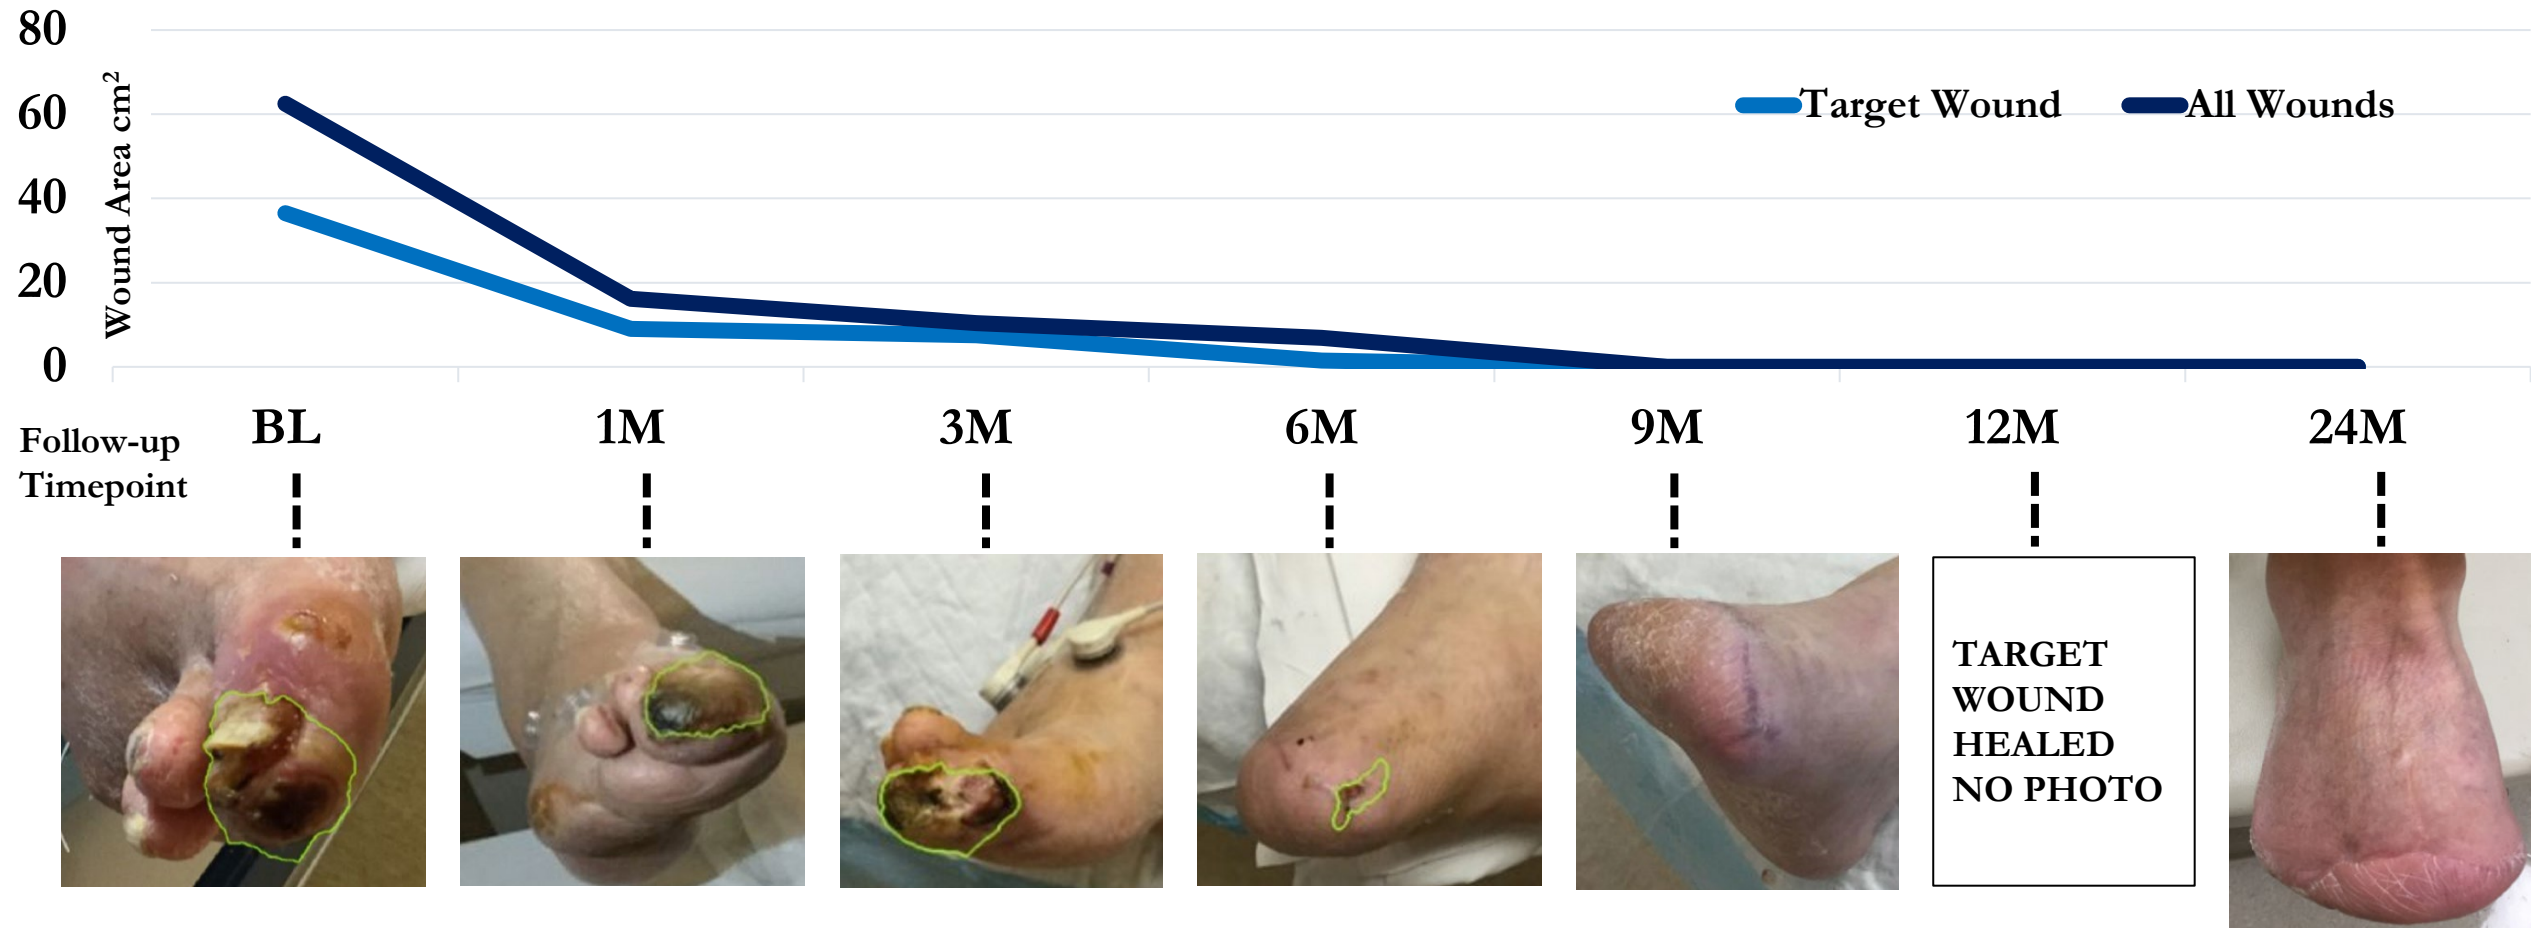 80
60
40
20
0
Wound Area cm²
Target Wound
All Wounds
Follow-up
Timepoint
BL
1M
3M
6M
9M
12M
24M
TARGET
WOUND
HEALED
NO PHOTO